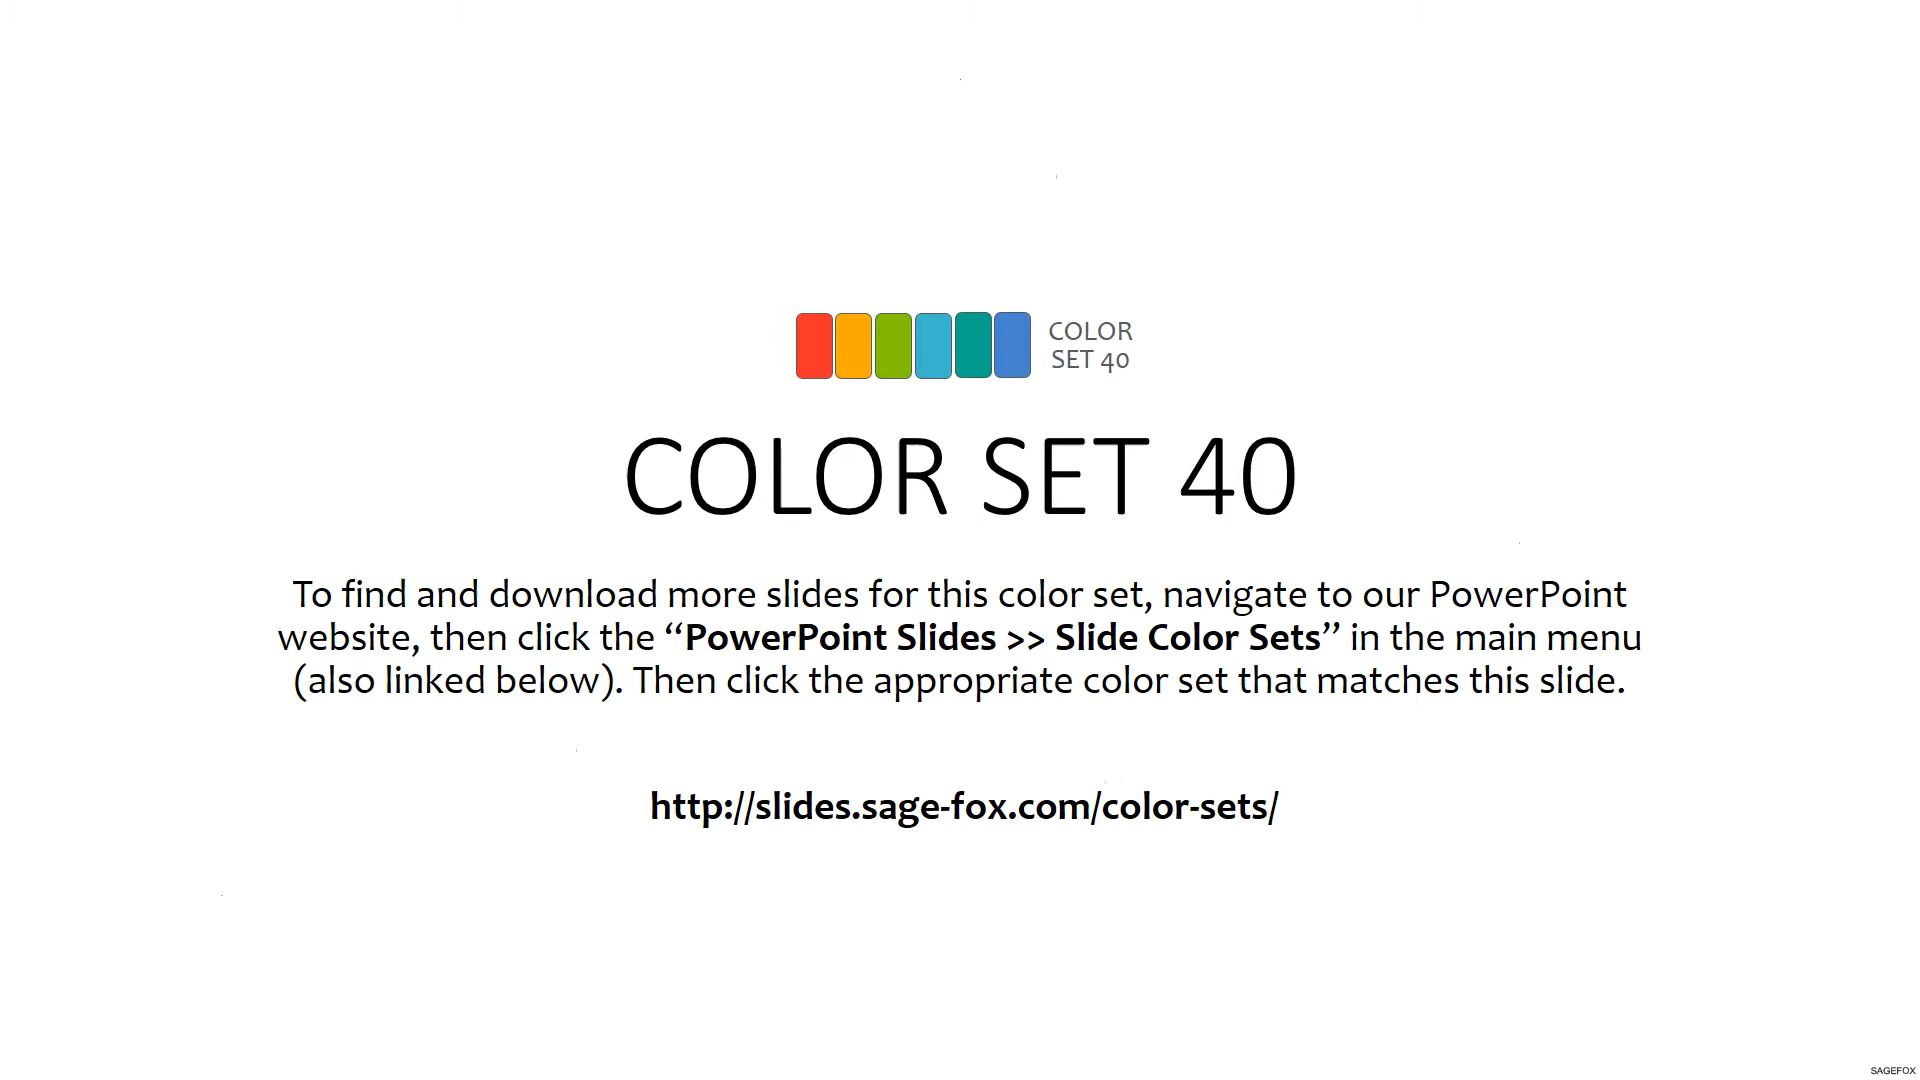 COLOR
SET 40
COLOR SET 40
To find and download more slides for this color set, navigate to our PowerPoint
website, then click the “PowerPoint Slides >> Slide Color Sets” in the main menu
(also linked below). Then click the appropriate color set that matches this slide.
http://slides.sage-fox.com/color-sets/
SAGEFOX